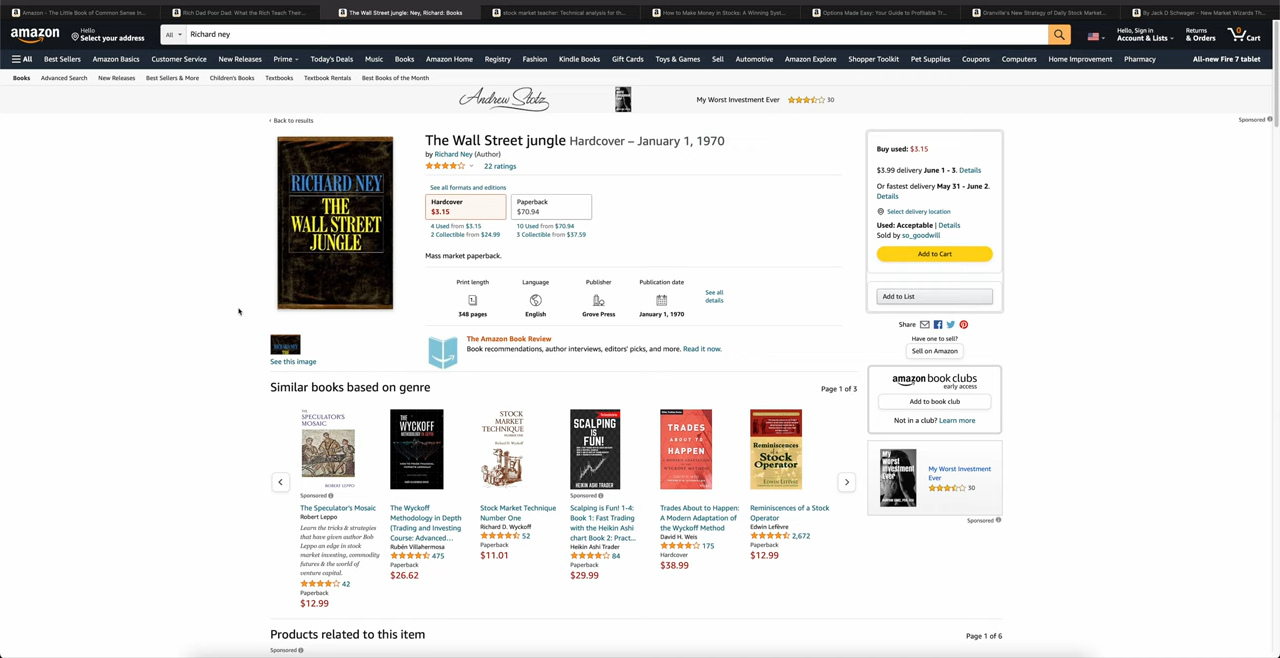 Amazon - The Little Book of Common Sense In...
Rich Dad Poor Dad: What the Rich Teach Their...
The Wall Street jungle: Ney, Richard: Books
stock market teacher: Technical analysis for th...
How to Make Money in Stocks: A Winning Syst...
Options Made Easy: Your Guide to Profitable Tr...
Granville's New Strategy of Daily Stock Market...
By Jack D Schwager - New Market Wizards Th...
amazon
Hello
Select your address
All
Richard ney
Hello, Sign in
Account & Lists
Returns
& Orders
0
Cart
All
Best Sellers
Amazon Basics
Customer Service
New Releases
Prime
Today's Deals
Music
Books
Amazon Home
Registry
Fashion
Kindle Books
Gift Cards
Toys & Games
Sell
Automotive
Amazon Explore
Shopper Toolkit
Pet Supplies
Coupons
Computers
Home Improvement
Pharmacy
All-new Fire 7 tablet
Books
Advanced Search
New Releases
Best Sellers & More
Children's Books
Textbooks
Textbook Rentals
Best Books of the Month
Andrew Stotz
My Worst Investment Ever
30
Sponsored
‹ Back to results
The Wall Street jungle Hardcover – January 1, 1970
by Richard Ney (Author)
22 ratings
See all formats and editions
Hardcover
$3.15
Paperback
$70.94
4 Used from $3.15
2 Collectible from $24.99
10 Used from $70.94
3 Collectible from $37.59
Mass market paperback.
Print length
348 pages
Language
English
Publisher
Grove Press
Publication date
January 1, 1970
See all
details
The Amazon Book Review
Book recommendations, author interviews, editors' picks, and more. Read it now.
RICHARD NEY
THE
WALL STREET
JUNGLE
See this image
Buy used: $3.15
$3.99 delivery June 1 - 3. Details
Or fastest delivery May 31 - June 2.
Details
Select delivery location
Used: Acceptable | Details
Sold by so_goodwill
Add to Cart
Add to List
Share
Have one to sell?
Sell on Amazon
amazon book clubs
early access
Add to book club
Not in a club? Learn more
My
Worst
Investment
Ever
My Worst Investment
Ever
30
Sponsored
Similar books based on genre
Page 1 of 3
THE
SPECULATOR'S
MOSAIC
ROBERT LEPPO
Sponsored
The Speculator's Mosaic
Robert Leppo
Learn the tricks & strategies
that have given author Bob
Leppo an edge in stock
market investing, commodity
futures & the world of
venture capital.
42
Paperback
$12.99
THE
WYCKOFF
METHODOLOGY
IN DEPTH
The Wyckoff
Methodology in Depth
(Trading and Investing
Course: Advanced...
Rubén Villahermosa
475
Paperback
$26.62
STOCK
MARKET
TECHNIQUE
Stock Market Technique
Number One
Richard D. Wyckoff
52
Paperback
$11.01
SCALPING
IS
FUN!
HEIKIN ASHI TRADER
Sponsored
Scalping is Fun! 1-4:
Book 1: Fast Trading
with the Heikin Ashi
chart Book 2: Pract...
Heikin Ashi Trader
84
Paperback
$29.99
TRADES
ABOUT TO
HAPPEN
Trades About to Happen:
A Modern Adaptation of
the Wyckoff Method
David H. Weis
175
Hardcover
$38.99
Reminiscences
of a
Stock
Operator
EDWIN LEFÈVRE
Reminiscences of a Stock
Operator
Edwin Lefèvre
2,672
Paperback
$12.99
Products related to this item
Page 1 of 6
Sponsored